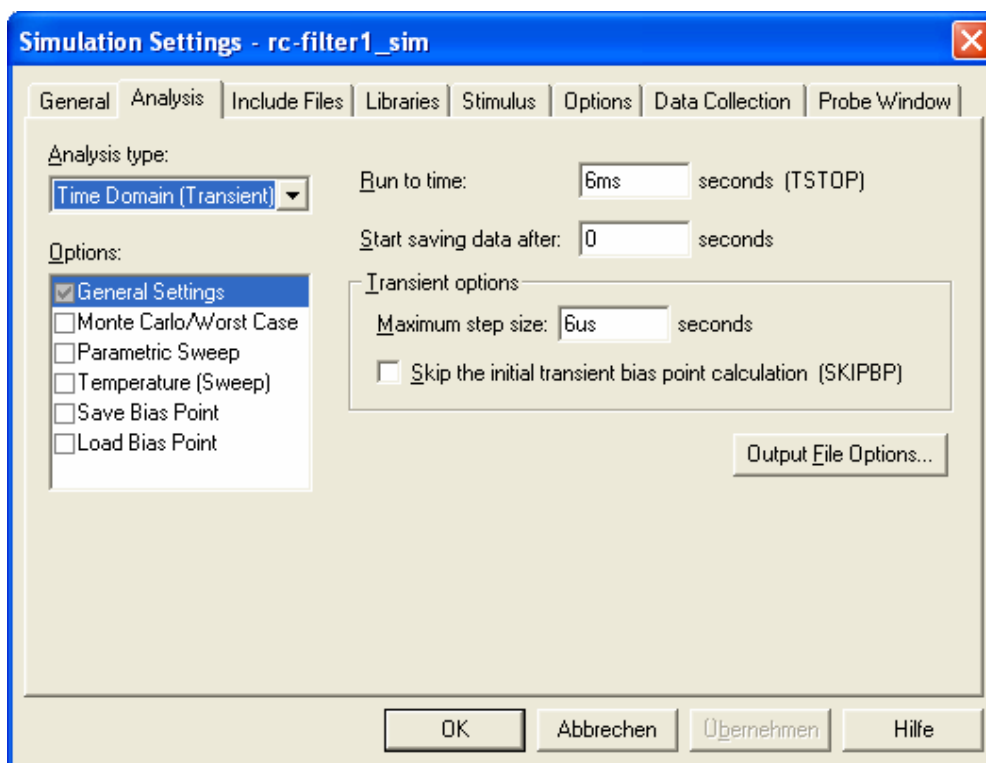 Simulation Settings - rc-filter1_sim
General Analysis Include Files Libraries Stimulus Options Data Collection Probe Window
Analysis type:
Time Domain (Transient)
Options:
General Settings
Monte Carlo/Worst Case
Parametric Sweep
Temperature (Sweep)
Save Bias Point
Load Bias Point
Run to time: 6ms seconds (TSTOP)
Start saving data after: 0 seconds
Transient options
Maximum step size: 6us seconds
Skip the initial transient bias point calculation (SKIPBP)
Output File Options...
OK Abbrechen Übernehmen Hilfe